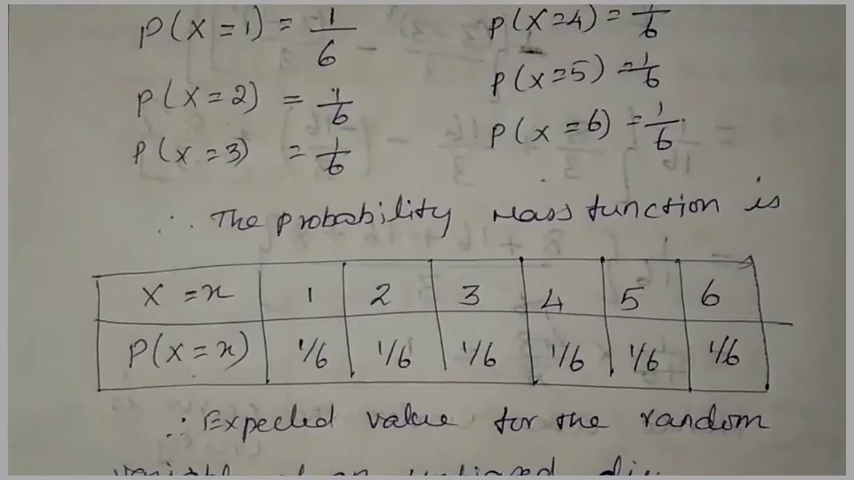 P(X=1) = 1/6
P(X=2) = 1/6
P(X=3) = 1/6
P(X=4) = 1/6
P(X=5) = 1/6
P(X=6) = 1/6
∴ The probability mass function is
X=x 1 2 3 4 5 6
P(X=x) 1/6 1/6 1/6 1/6 1/6 1/6
∴ Expected value for the random